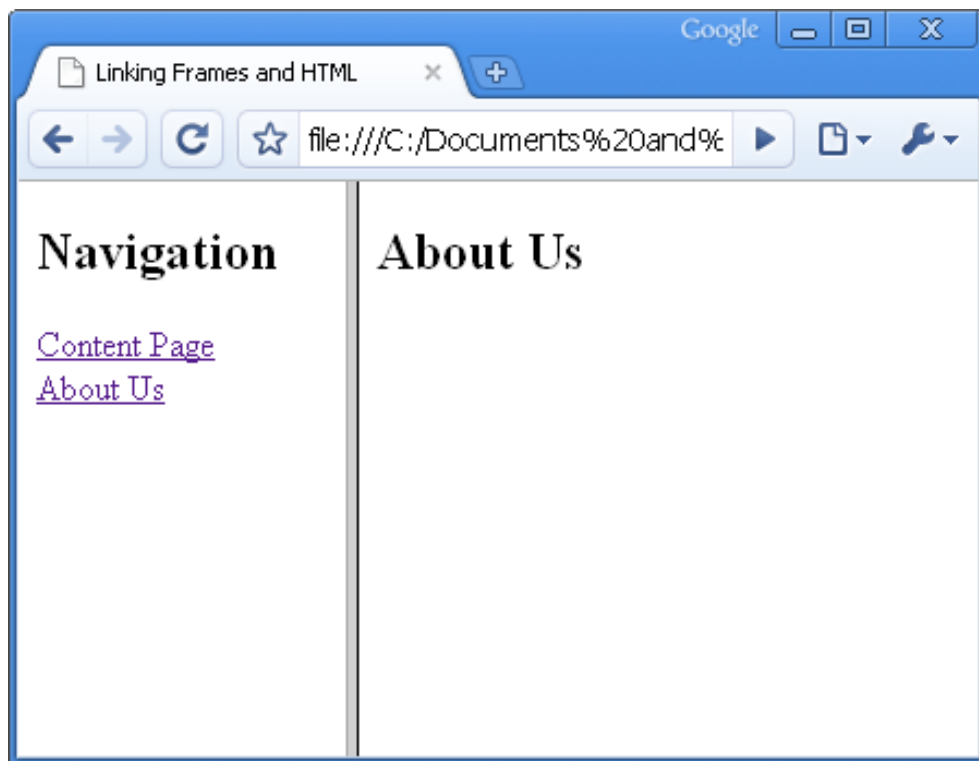 Google
Linking Frames and HTML
file:///C:/Documents%20and%
Navigation
Content Page
About Us
About Us